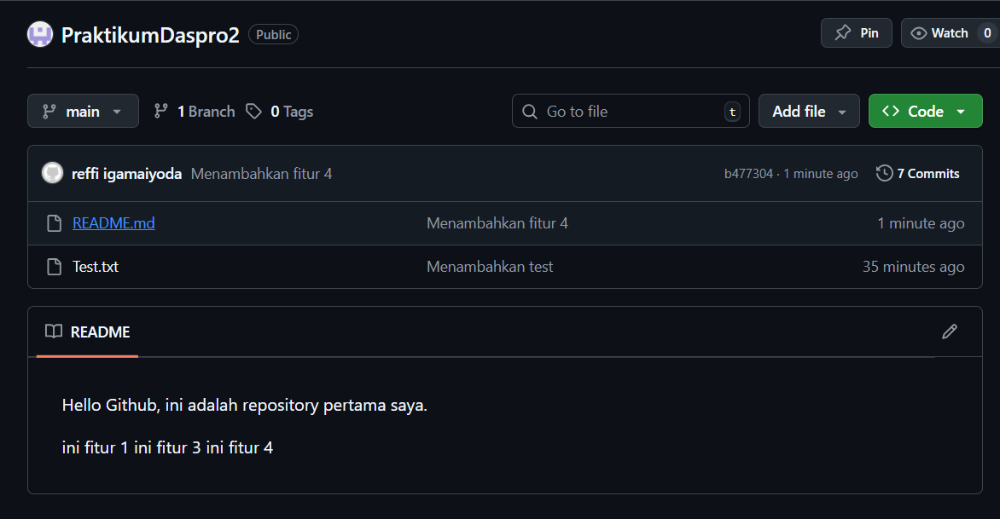 PraktikumDaspro2 Public Pin Watch 0
main 1 Branch 0 Tags Go to file t Add file Code
reffi igamaiyoda Menambahkan fitur 4 b477304 · 1 minute ago 7 Commits
README.md Menambahkan fitur 4 1 minute ago
Test.txt Menambahkan test 35 minutes ago
README
Hello Github, ini adalah repository pertama saya.
ini fitur 1 ini fitur 3 ini fitur 4